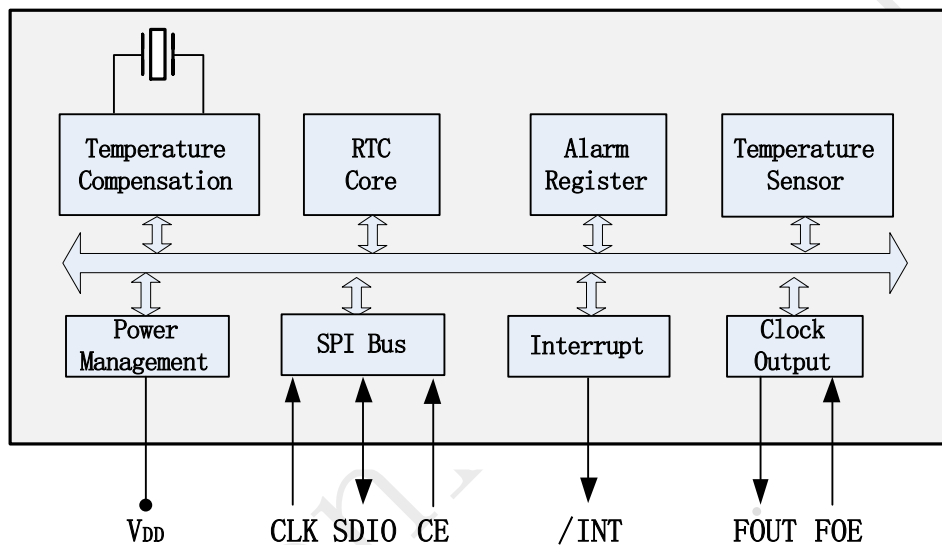 Temperature
Compensation
RTC
Core
Alarm
Register
Temperature
Sensor
Power
Management
SPI Bus
Interrupt
Clock
Output
VDD
CLK SDIO CE
/INT
FOUT FOE